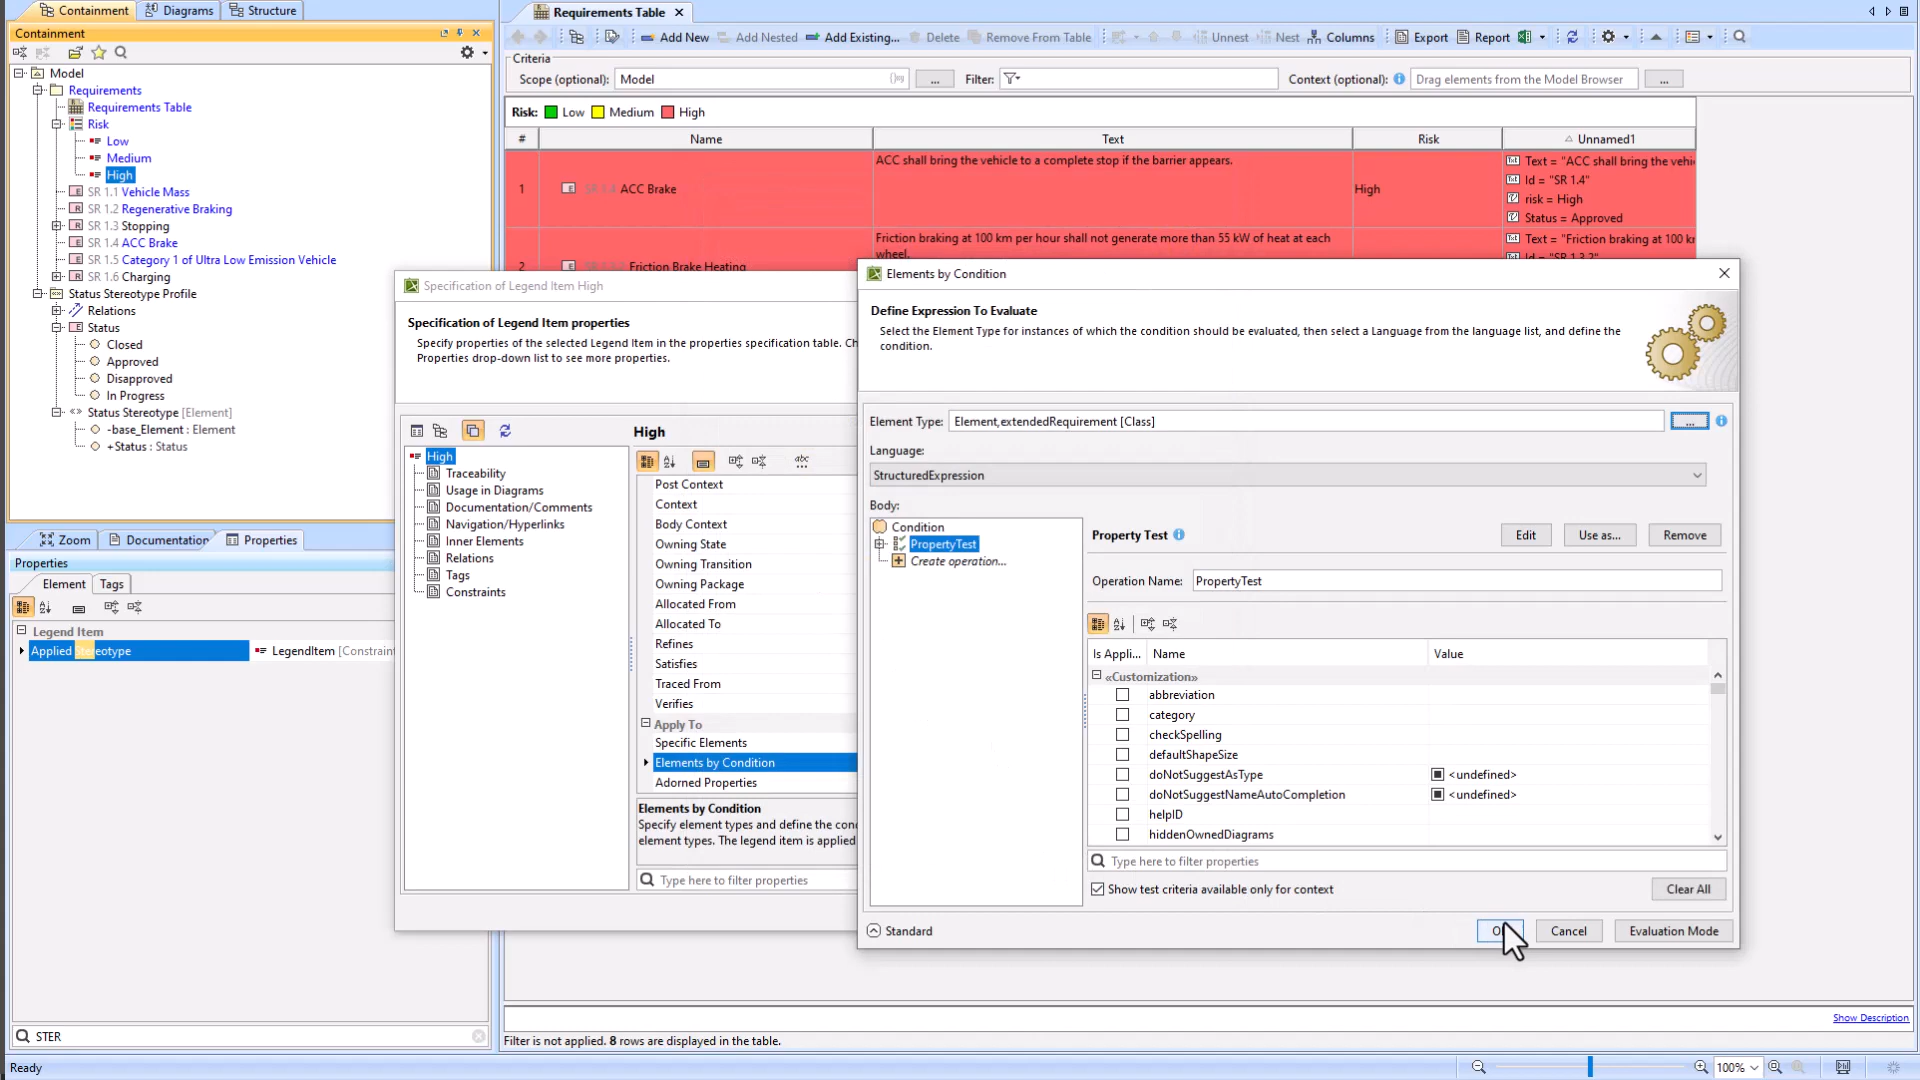 Containment
Diagrams
Structure
Containment
Model
Requirements
Requirements Table
Risk
Low
Medium
High
SR 1.1 Vehicle Mass
SR 1.2 Regenerative Braking
SR 1.3 Stopping
SR 1.4 ACC Brake
SR 1.5 Category 1 of Ultra Low Emission Vehicle
SR 1.6 Charging
Status Stereotype Profile
Relations
Status
Closed
Approved
Disapproved
In Progress
Status Stereotype [Element]
-base_Element : Element
+Status : Status
Zoom
Documentation
Properties
Properties
Element
Tags
Legend Item
Applied Stereotype
LegendItem [Constraint
STER
Ready
Requirements Table
Add New
Add Nested
Add Existing...
Delete
Remove From Table
Unnest
Nest
Columns
Export
Report
Criteria
Scope (optional):
Model
...
Filter:
Context (optional):
Drag elements from the Model Browser
...
Risk: Low Medium High
# Name Text Risk Unnamed1
1 SR 1.4 ACC Brake
ACC shall bring the vehicle to a complete stop if the barrier appears.
High
Text = "ACC shall bring the vehi
Id = "SR 1.4"
risk = High
Status = Approved
2 Friction Brake Heating
Friction braking at 100 km per hour shall not generate more than 55 kW of heat at each
wheel.
Text = "Friction braking at 100 k
Id = "SR 1.3.2"
Specification of Legend Item High
Specification of Legend Item properties
Specify properties of the selected Legend Item in the properties specification table. Ch
Properties drop-down list to see more properties.
High
Traceability
Usage in Diagrams
Documentation/Comments
Navigation/Hyperlinks
Inner Elements
Relations
Tags
Constraints
High
Post Context
Context
Body Context
Owning State
Owning Transition
Owning Package
Allocated From
Allocated To
Refines
Satisfies
Traced From
Verifies
Apply To
Specific Elements
Elements by Condition
Adorned Properties
Elements by Condition
Specify element types and define the con
element types. The legend item is applied
Type here to filter properties
Elements by Condition
Define Expression To Evaluate
Select the Element Type for instances of which the condition should be evaluated, then select a Language from the language list, and define the
condition.
Element Type: Element,extendedRequirement [Class]
...
Language:
StructuredExpression
Body:
Condition
PropertyTest
Create operation...
Property Test
Edit
Use as...
Remove
Operation Name: PropertyTest
Is Appli... Name Value
«Customization»
abbreviation
category
checkSpelling
defaultShapeSize
doNotSuggestAsType <undefined>
doNotSuggestNameAutoCompletion <undefined>
helpID
hiddenOwnedDiagrams
Type here to filter properties
Show test criteria available only for context
Clear All
Standard
Cancel
Evaluation Mode
Show Description
Filter is not applied. 8 rows are displayed in the table.
100%